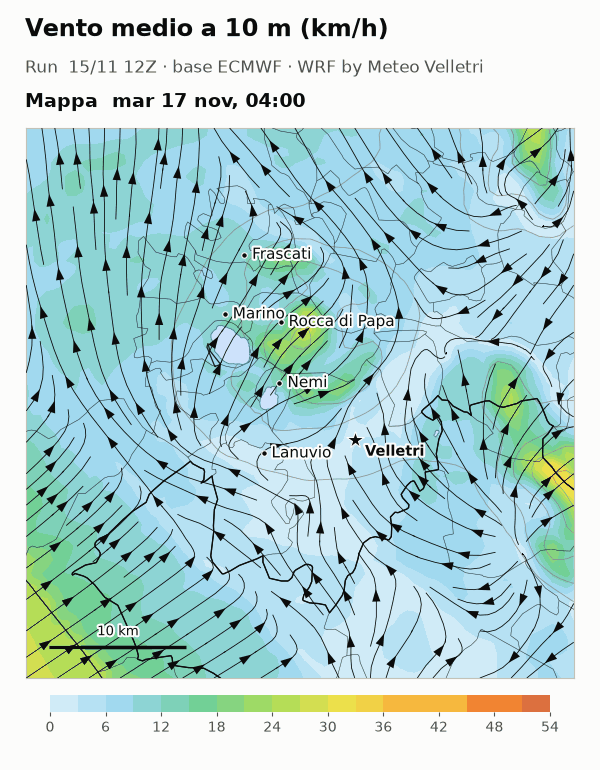 Vento medio a 10 m (km/h)
Run  15/11 12Z · base ECMWF · WRF by Meteo Velletri
Mappa  mar 17 nov, 04:00
Frascati
Marino
Rocca di Papa
Nemi
Velletri
Lanuvio
10 km
0 6 12 18 24 30 36 42 48 54